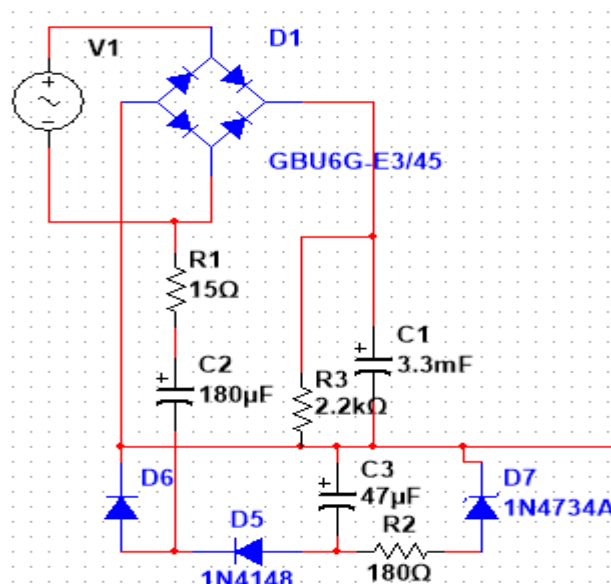 V1
D1
GBU6G-E3/45
R1
15Ω
C2
180µF
R3
2.2kΩ
C1
3.3mF
D6
D5
1N4148
C3
47µF
R2
180Ω
D7
1N4734A